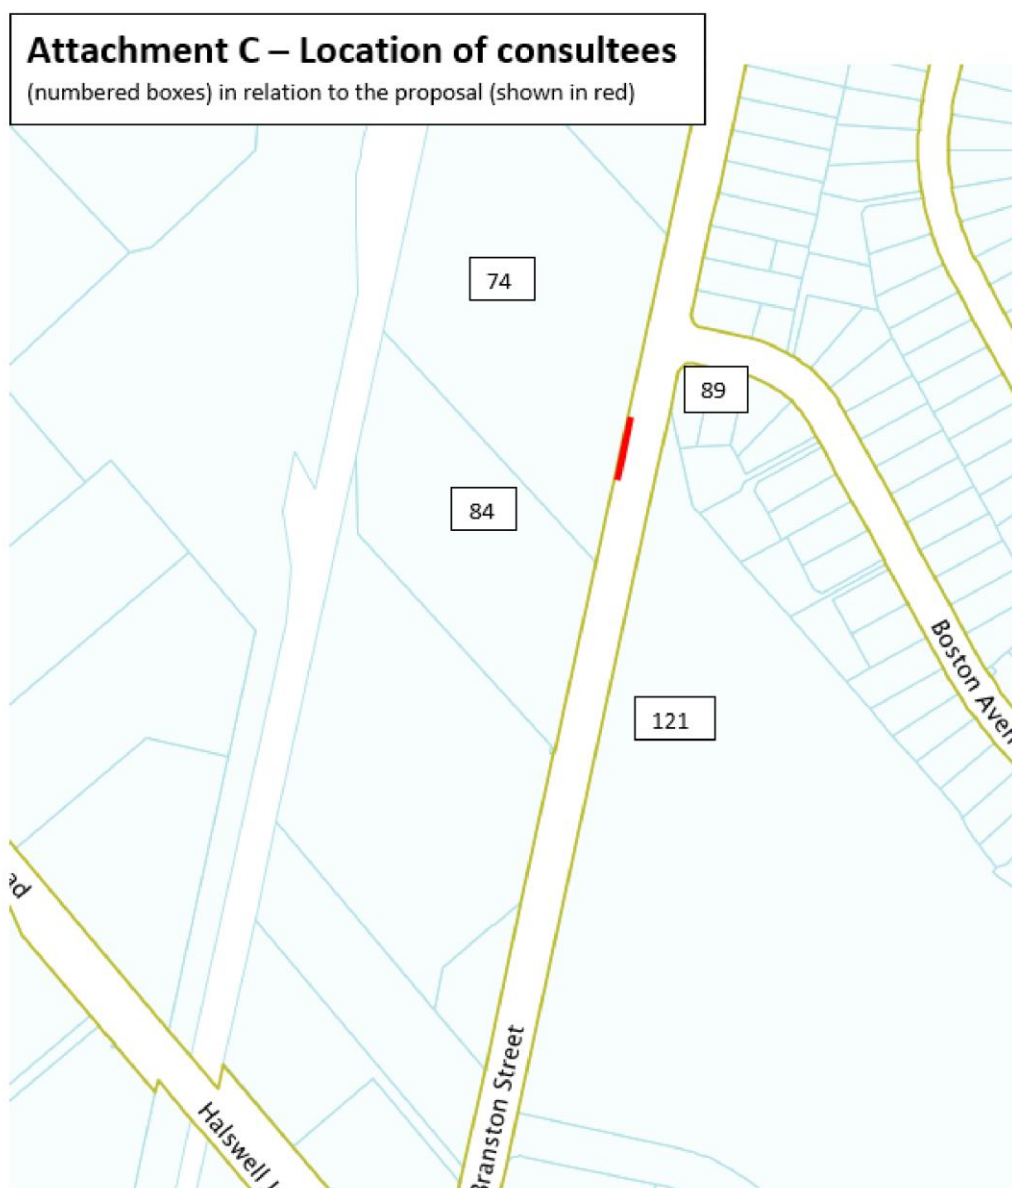 Attachment C – Location of consultees
(numbered boxes) in relation to the proposal (shown in red)
74
89
84
121
Boston Aven
ad
Branston Street
Halswell